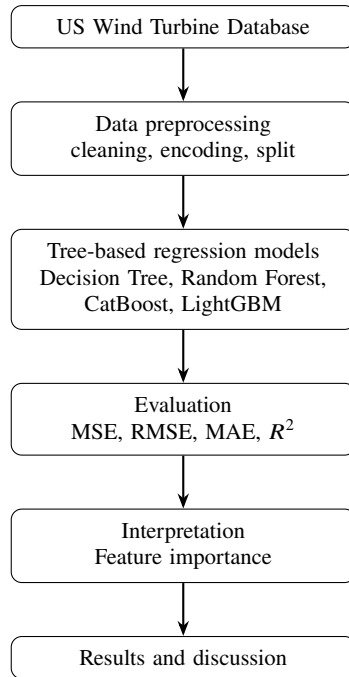 US Wind Turbine Database
Data preprocessing
cleaning, encoding, split
Tree-based regression models
Decision Tree, Random Forest,
CatBoost, LightGBM
Evaluation
MSE, RMSE, MAE, R²
Interpretation
Feature importance
Results and discussion